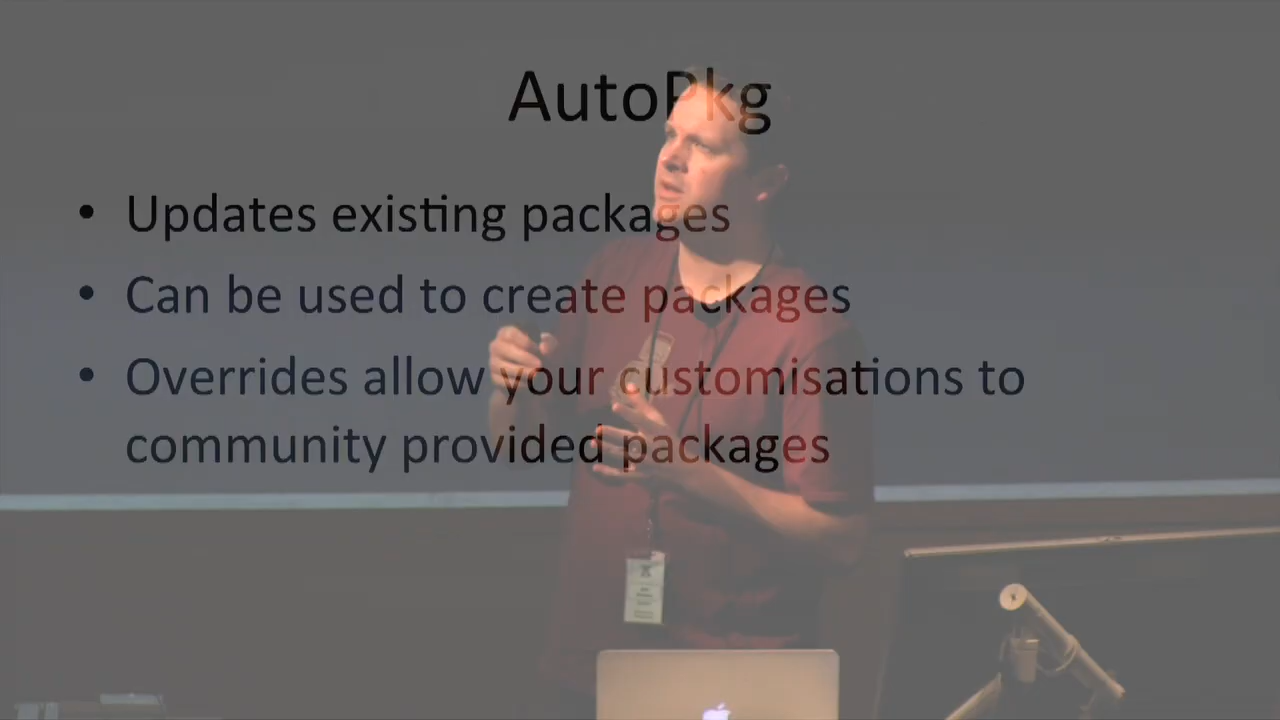 AutoPkg
• Updates existing packages
• Can be used to create packages
• Overrides allow your customisations to
community provided packages